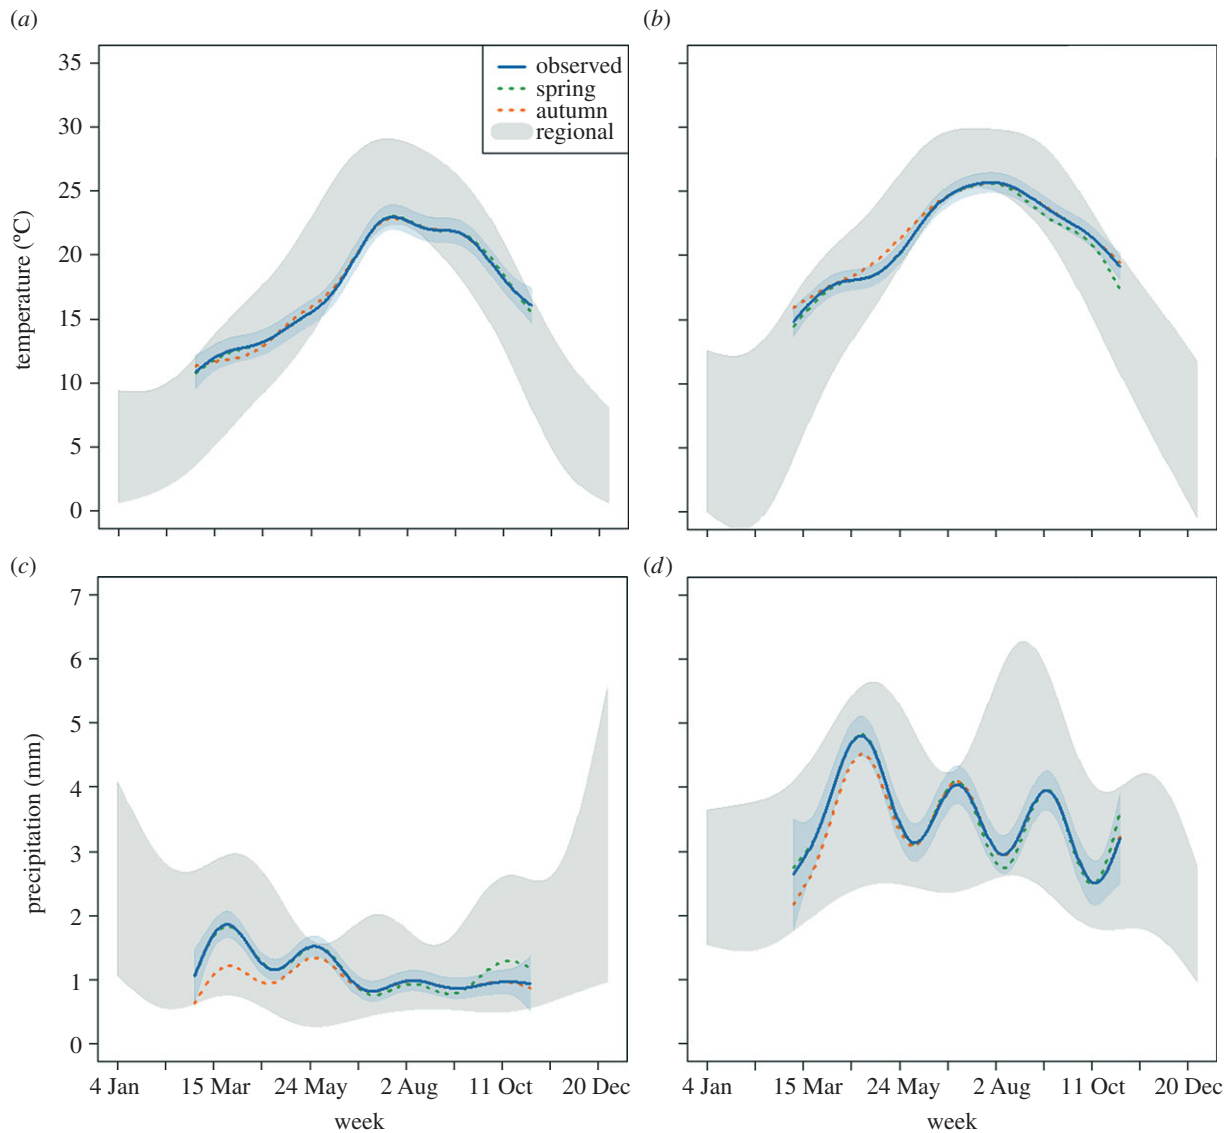 (a)
(b)
35
30
25
20
15
10
5
0
temperature (ºC)
observed
spring
autumn
regional
(c)
(d)
7
6
5
4
3
2
1
0
precipitation (mm)
4 Jan 15 Mar 24 May 2 Aug 11 Oct 20 Dec
week
4 Jan 15 Mar 24 May 2 Aug 11 Oct 20 Dec
week